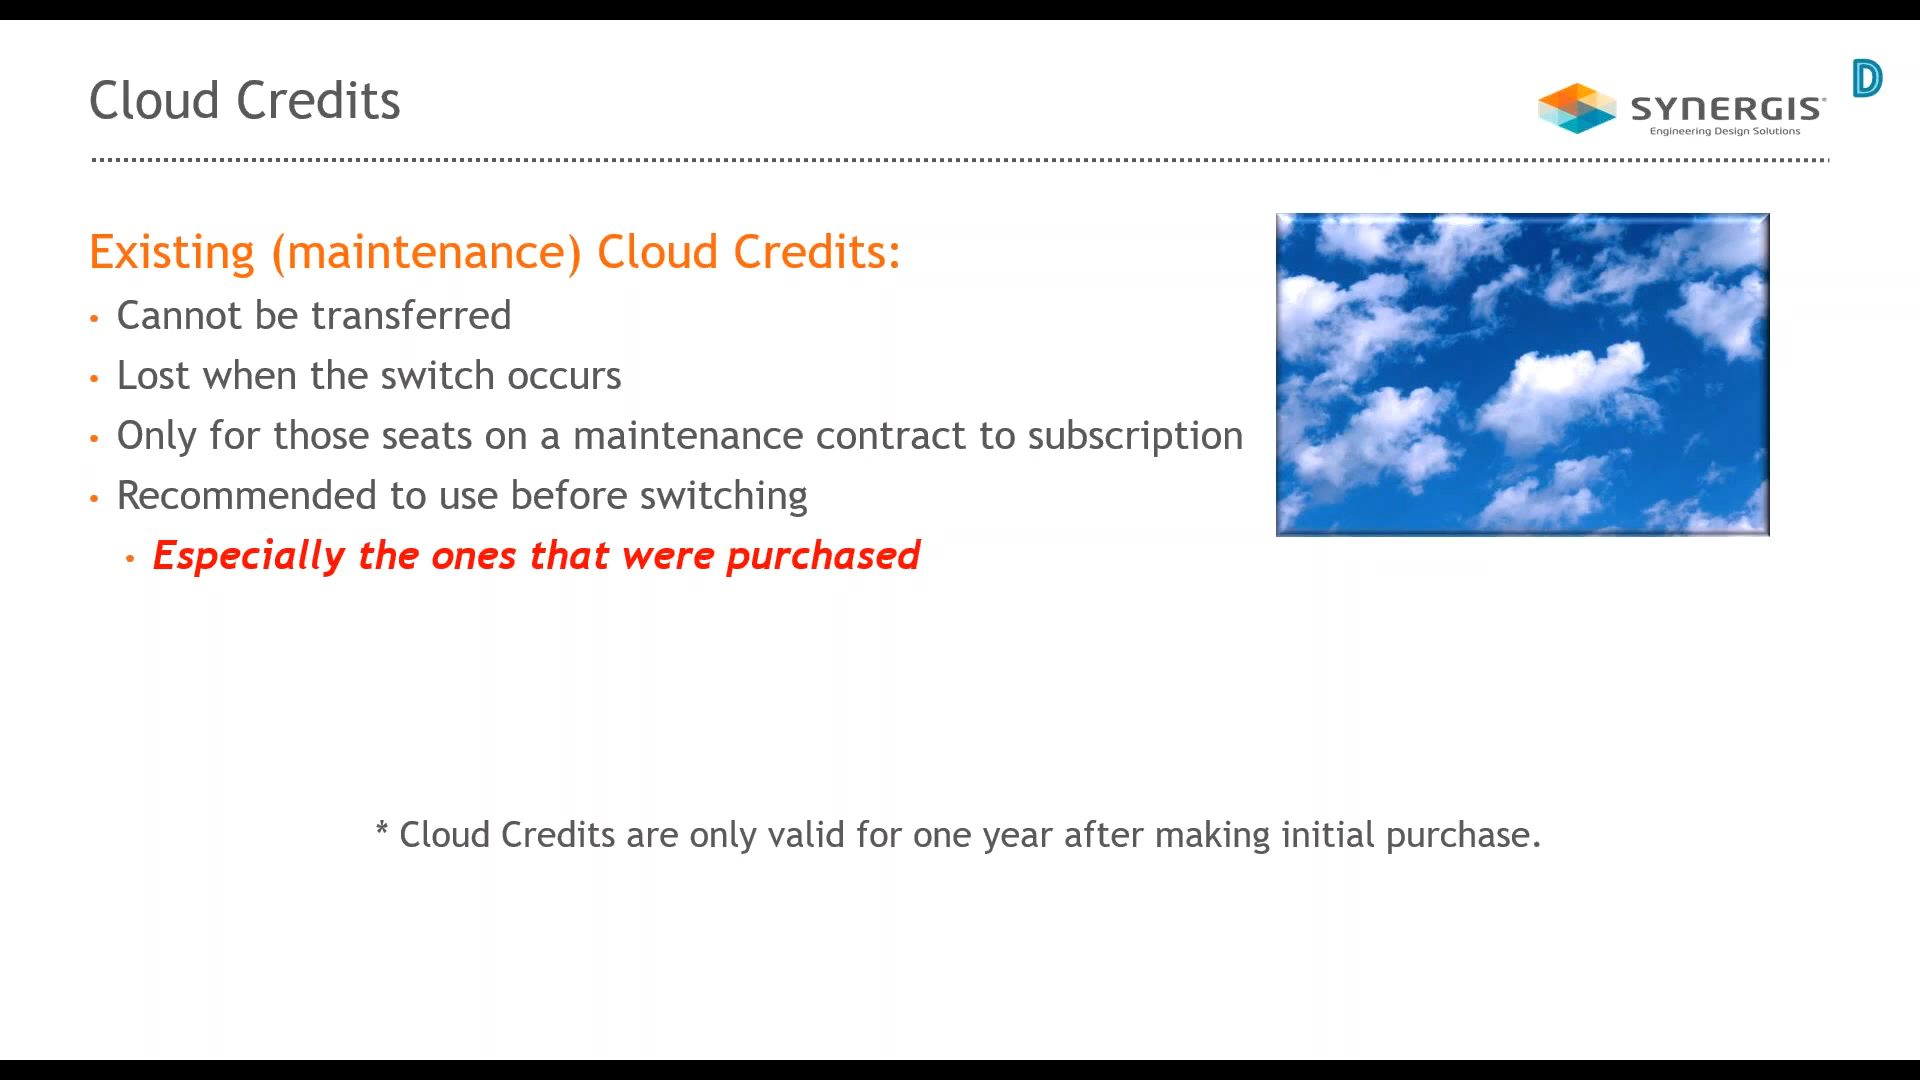 Cloud Credits
SYNERGIS®
Engineering Design Solutions
D
Existing (maintenance) Cloud Credits:
• Cannot be transferred
• Lost when the switch occurs
• Only for those seats on a maintenance contract to subscription
• Recommended to use before switching
• Especially the ones that were purchased
* Cloud Credits are only valid for one year after making initial purchase.